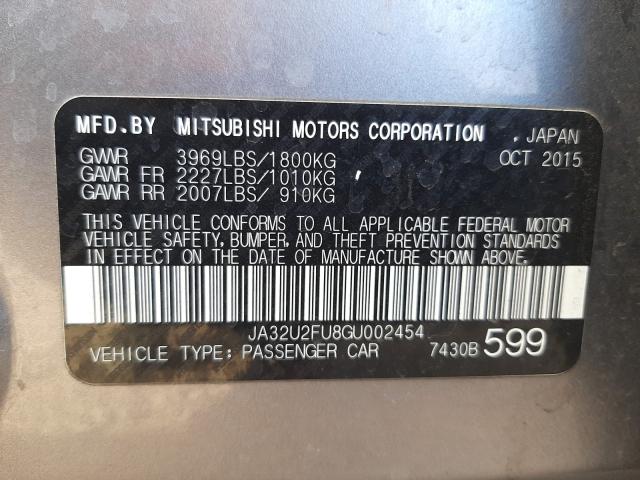 MFD.BY MITSUBISHI MOTORS CORPORATION . JAPAN
GVWR 3969LBS/1800KG OCT 2015
GAWR FR 2227LBS/1010KG
GAWR RR 2007LBS/ 910KG
THIS VEHICLE CONFORMS TO ALL APPLICABLE FEDERAL MOTOR
VEHICLE SAFETY, BUMPER, AND THEFT PREVENTION STANDARDS
IN EFFECT ON THE DATE OF MANUFACTURE SHOWN ABOVE.
JA32U2FU8GU002454
VEHICLE TYPE: PASSENGER CAR 7430B 599